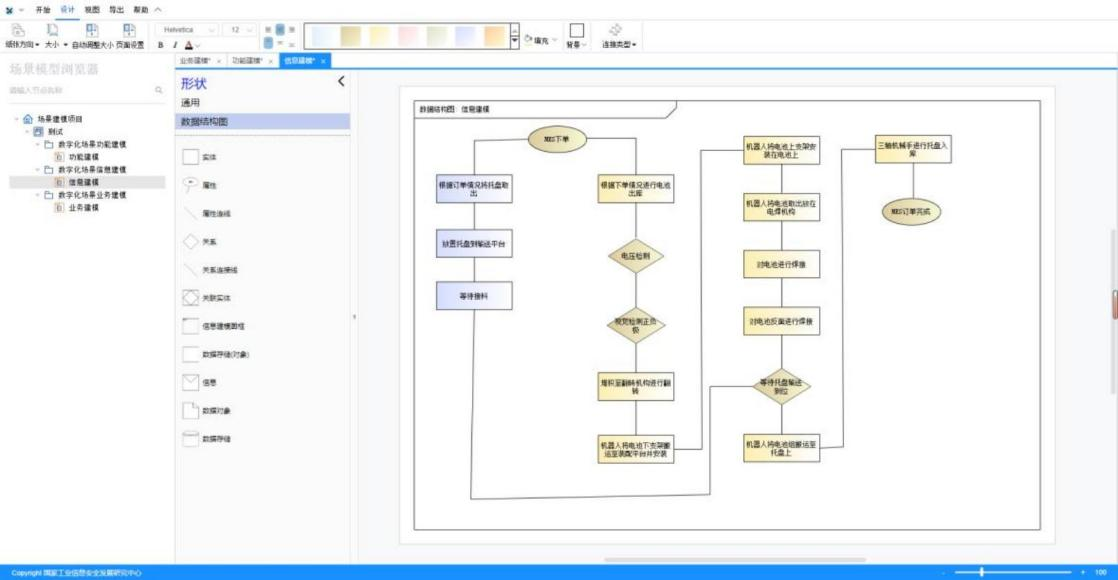 开始 设计 视图 导出 帮助
Helvetica 12
纸张方向 大小 自动调整大小 页面设置 B I A 填充 背景 连接类型
场景模型浏览器
请输入节点名称
场景建模项目
测试
数字化场景功能建模
功能建模
数字化场景信息建模
信息建模
数字化场景业务建模
业务建模
业务建模* × 功能建模* × 信息建模* ×
形状
通用
数据结构图
实体
属性
属性连线
关系
关系连接线
关联实体
信息建模图框
数据存储(对象)
信息
数据对象
数据存储
数据结构图: 信息建模
MES下单
根据订单情况将托盘取
出
放置托盘到输送平台
等待接料
根据下单情况进行电池
出库
电压检测
视觉检测正负
极
堆积至翻转机构进行翻
转
机器人将电池下支架搬
运至装配平台并安装
机器人将电池上支架安
装在电池上
机器人将电池取出放在
电焊机构
对电池进行焊接
对电池反面进行焊接
等待托盘输送
到位
机器人将电池组搬运至
托盘上
三轴机械手进行托盘入
库
MES订单完成
Copyright 国家工业信息安全发展研究中心
- + 100